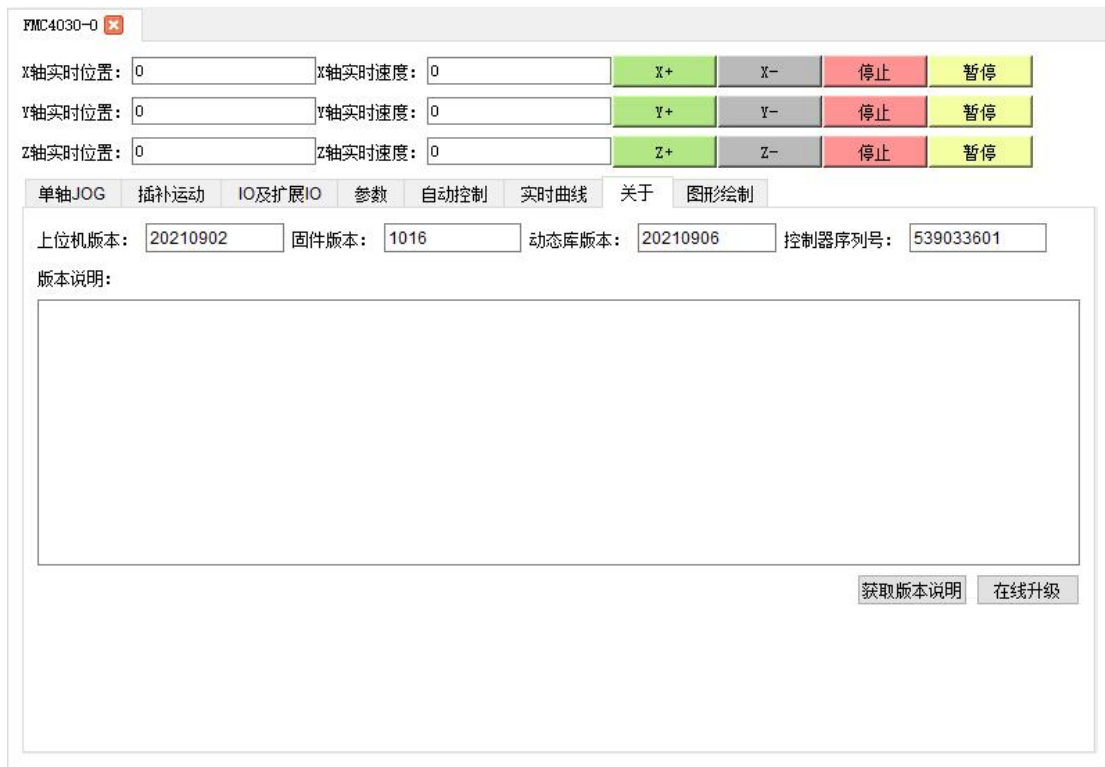 FMC4030-0
X轴实时位置： 0 X轴实时速度： 0 X+ X- 停止 暂停
Y轴实时位置： 0 Y轴实时速度： 0 Y+ Y- 停止 暂停
Z轴实时位置： 0 Z轴实时速度： 0 Z+ Z- 停止 暂停
单轴JOG 插补运动 IO及扩展IO 参数 自动控制 实时曲线 关于 图形绘制
上位机版本： 20210902 固件版本： 1016 动态库版本： 20210906 控制器序列号： 539033601
版本说明：
获取版本说明 在线升级